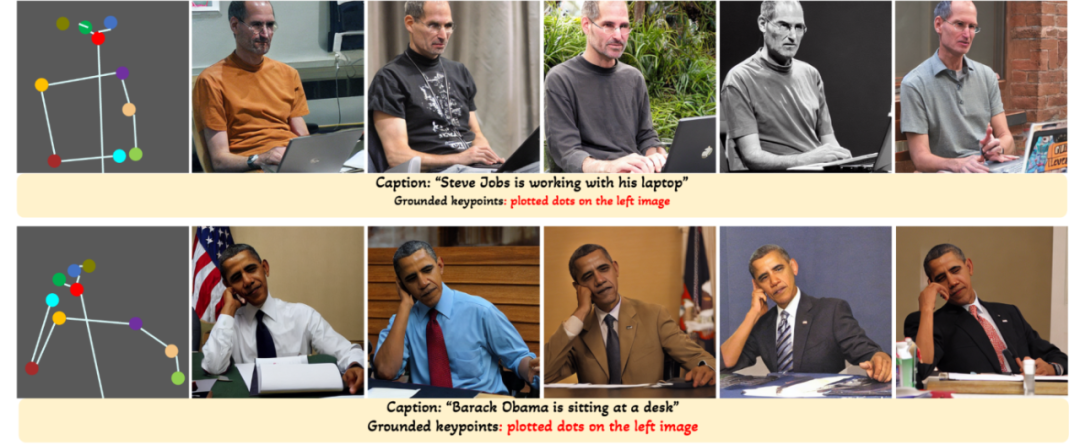 Caption: “Steve Jobs is working with his laptop”
Grounded keypoints: plotted dots on the left image
Caption: “Barack Obama is sitting at a desk”
Grounded keypoints: plotted dots on the left image